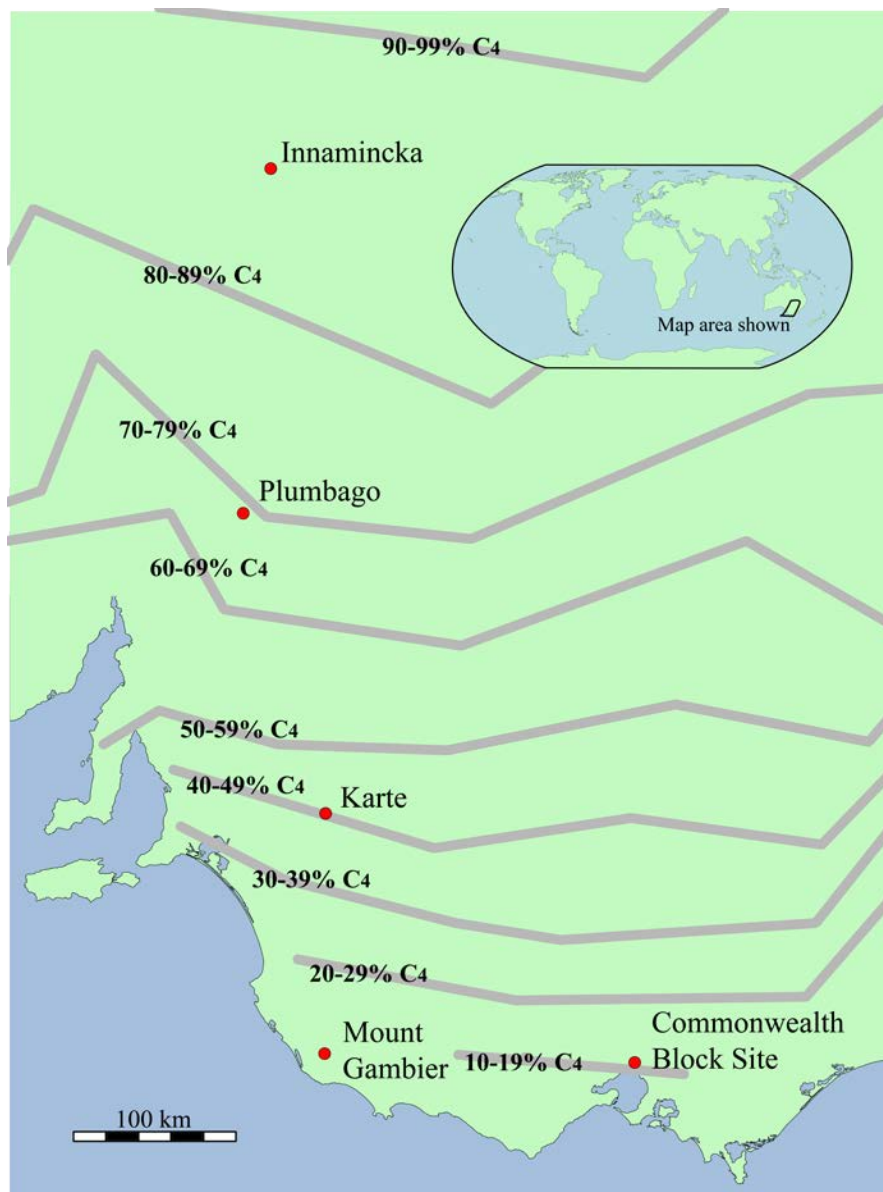 90-99% C4
Innamincka
80-89% C4
Map area shown
70-79% C4
Plumbago
60-69% C4
50-59% C4
40-49% C4
Karte
30-39% C4
20-29% C4
Mount
Gambier
10-19% C4
Commonwealth
Block Site
100 km